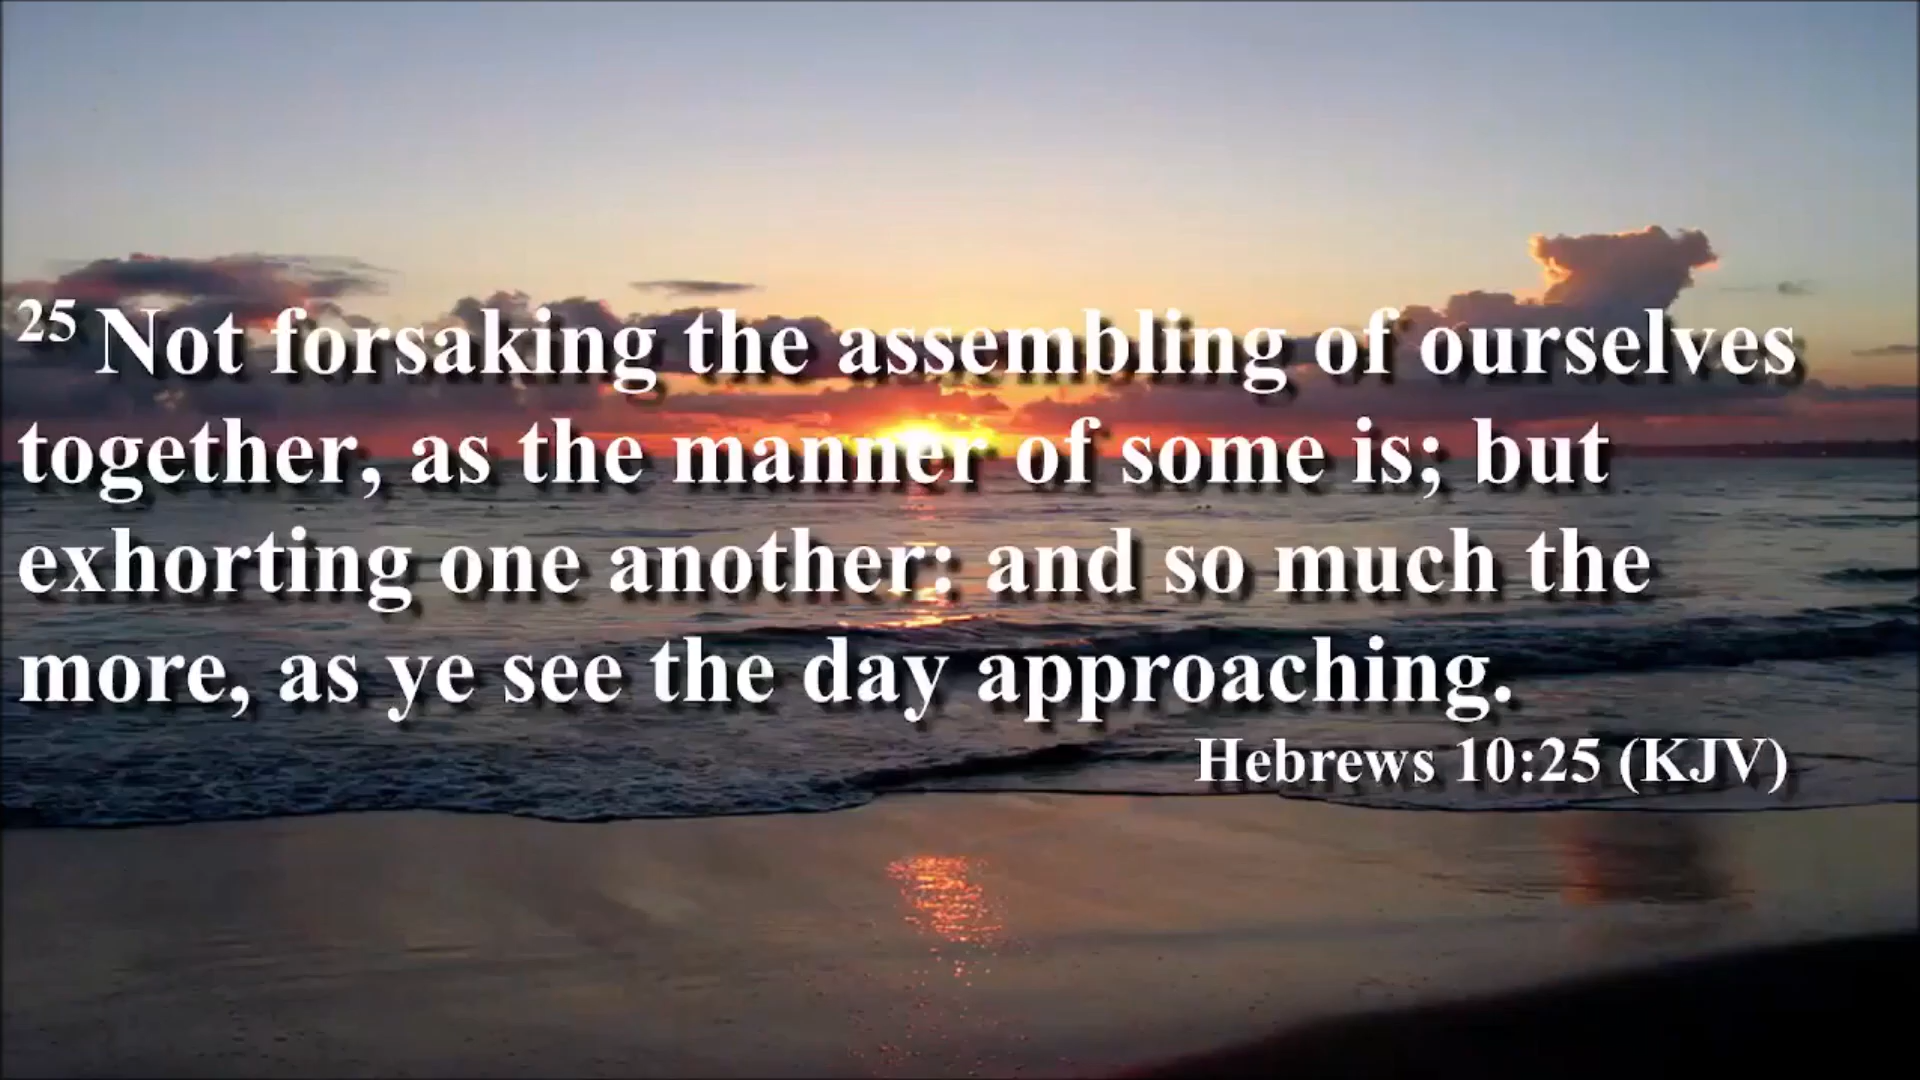 25 Not forsaking the assembling of ourselves
together, as the manner of some is; but
exhorting one another: and so much the
more, as ye see the day approaching.
Hebrews 10:25 (KJV)